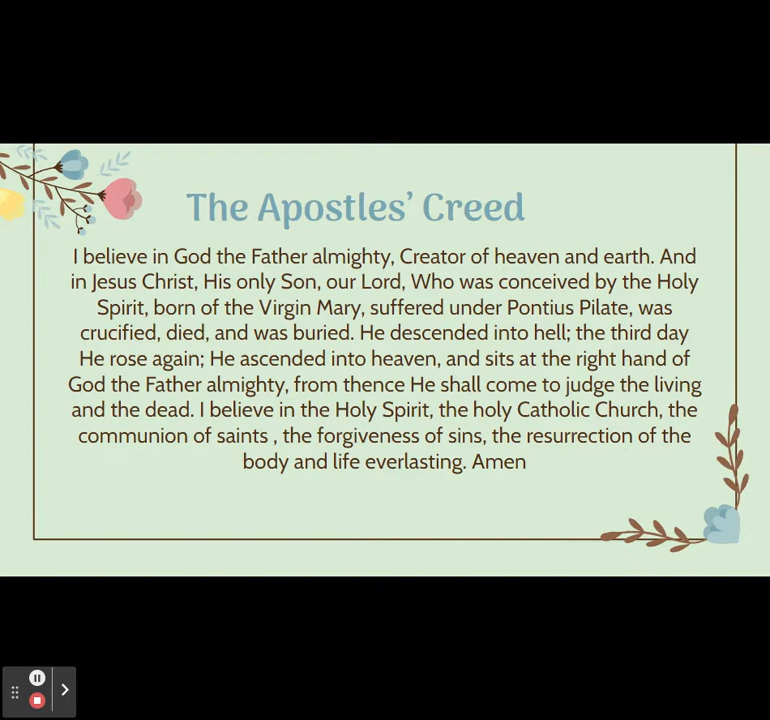 The Apostles’ Creed
I believe in God the Father almighty, Creator of heaven and earth. And
in Jesus Christ, His only Son, our Lord, Who was conceived by the Holy
Spirit, born of the Virgin Mary, suffered under Pontius Pilate, was
crucified, died, and was buried. He descended into hell; the third day
He rose again; He ascended into heaven, and sits at the right hand of
God the Father almighty, from thence He shall come to judge the living
and the dead. I believe in the Holy Spirit, the holy Catholic Church, the
communion of saints , the forgiveness of sins, the resurrection of the
body and life everlasting. Amen